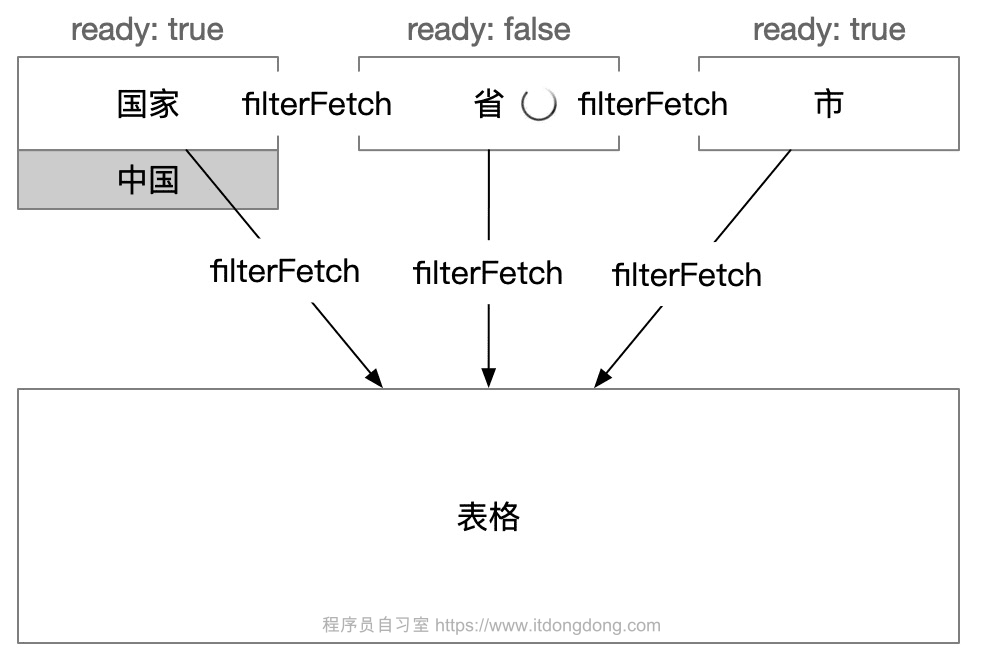 ready: true ready: false ready: true
国家 filterFetch 省 filterFetch 市
中国
filterFetch filterFetch filterFetch
表格
程序员自习室 https://www.itdongdong.com